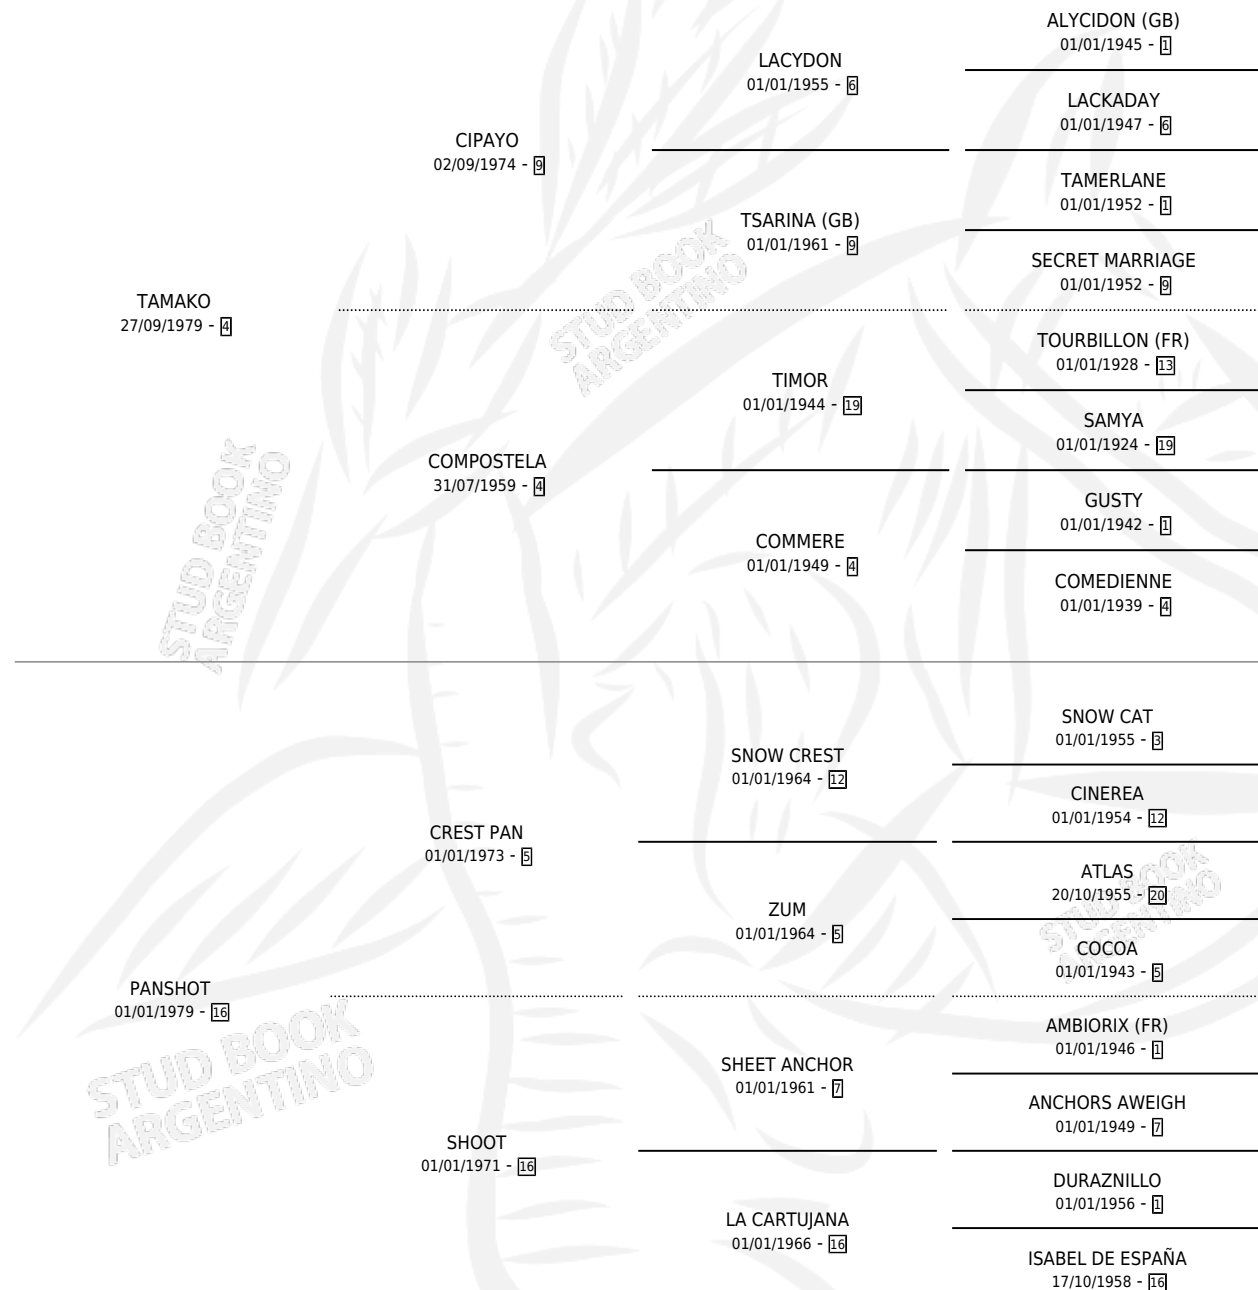 ALYCIDON (GB)
01/01/1945 - 1
LACYDON
01/01/1955 - 6
LACKADAY
01/01/1947 - 6
CIPAYO
02/09/1974 - 9
TAMERLANE
01/01/1952 - 1
TSARINA (GB)
01/01/1961 - 9
SECRET MARRIAGE
01/01/1952 - 9
TAMAKO
27/09/1979 - 4
STUD BOOK
ARGENTINO
TOURBILLON (FR)
01/01/1928 - 13
TIMOR
01/01/1944 - 19
SAMYA
01/01/1924 - 19
COMPOSTELA
31/07/1959 - 4
GUSTY
01/01/1942 - 1
COMMERE
01/01/1949 - 4
COMEDIENNE
01/01/1939 - 4
STUD BOOK
ARGENTINO
SNOW CAT
01/01/1955 - 3
SNOW CREST
01/01/1964 - 12
CINEREA
01/01/1954 - 12
CREST PAN
01/01/1973 - 5
ATLAS
20/10/1955 - 20
ZUM
01/01/1964 - 5
COCOA
01/01/1943 - 5
STUD BOOK
ARGENTINO
PANSHOT
01/01/1979 - 16
AMBIORIX (FR)
01/01/1946 - 1
SHEET ANCHOR
01/01/1961 - 7
ANCHORS AWEIGH
01/01/1949 - 7
STUD BOOK
ARGENTINO
SHOOT
01/01/1971 - 16
DURAZNILLO
01/01/1956 - 1
LA CARTUJANA
01/01/1966 - 16
ISABEL DE ESPAÑA
17/10/1958 - 16